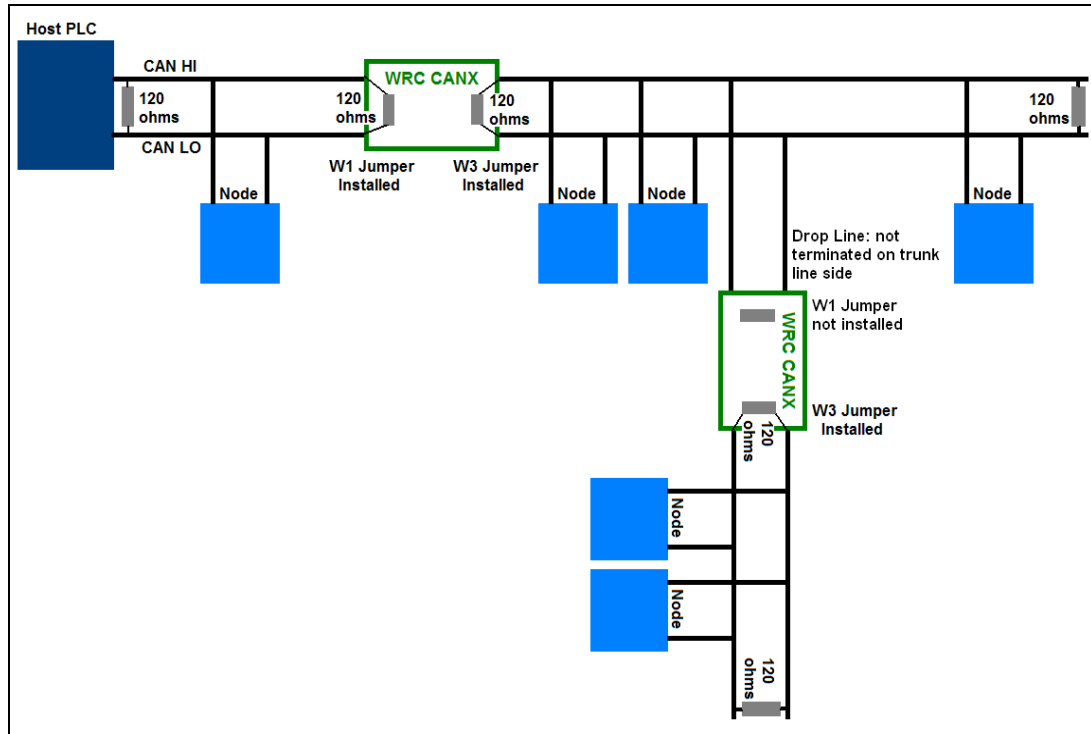 Host PLC
CAN HI
WRC CANX
120
ohms
120
ohms
120
ohms
120
ohms
CAN LO
W1 Jumper
Installed
W3 Jumper
Installed
Node
Node
Node
Node
Drop Line: not
terminated on trunk
line side
W1 Jumper
not installed
WRC CANX
W3 Jumper
Installed
120
ohms
Node
Node
120
ohms